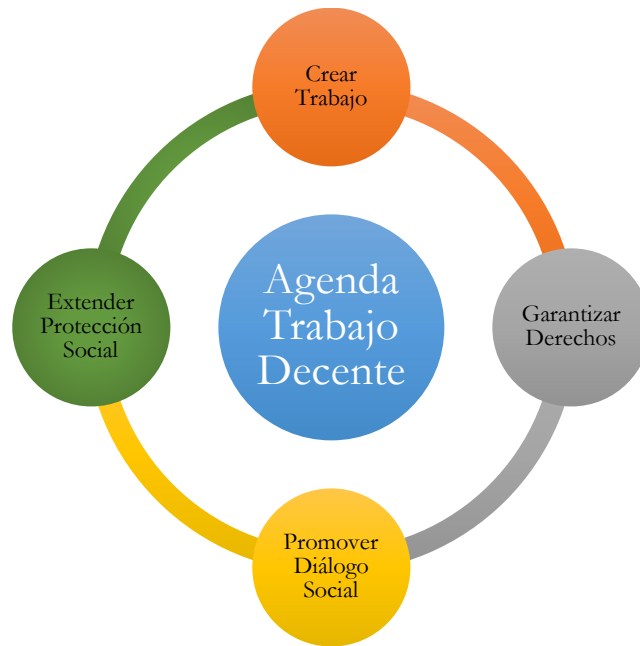 Crear
Trabajo
Agenda
Trabajo
Decente
Extender
Protección
Social
Garantizar
Derechos
Promover
Diálogo
Social